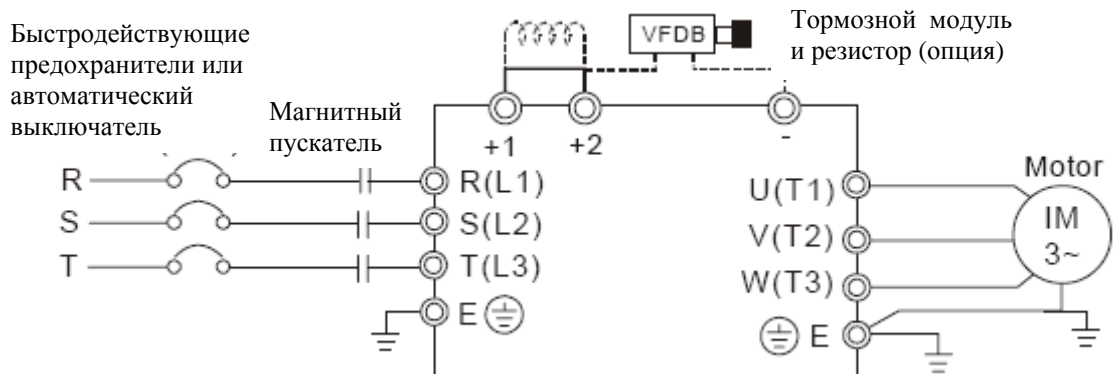 Быстродействующие
предохранители или
автоматический
выключатель
Магнитный
пускатель
VFDB
Тормозной модуль
и резистор (опция)
+1
+2
-
R
R(L1)
S
S(L2)
T
T(L3)
E
U(T1)
V(T2)
W(T3)
E
Motor
IM
3~